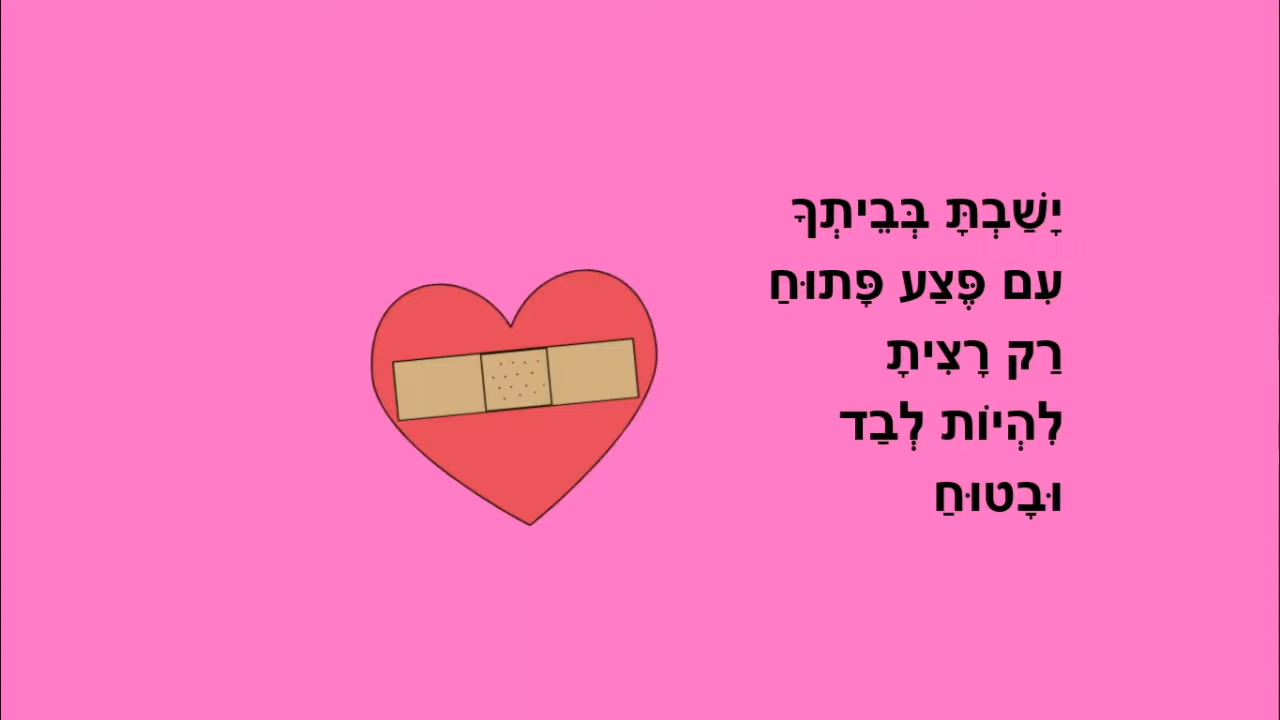 יָשַׁבְתָּ בְּבֵיתְךָ
עִם פֶּצַע פָּתוּחַ
רַק רָצִיתָ
לִהְיוֹת לְבַד
וּבָטוּחַ